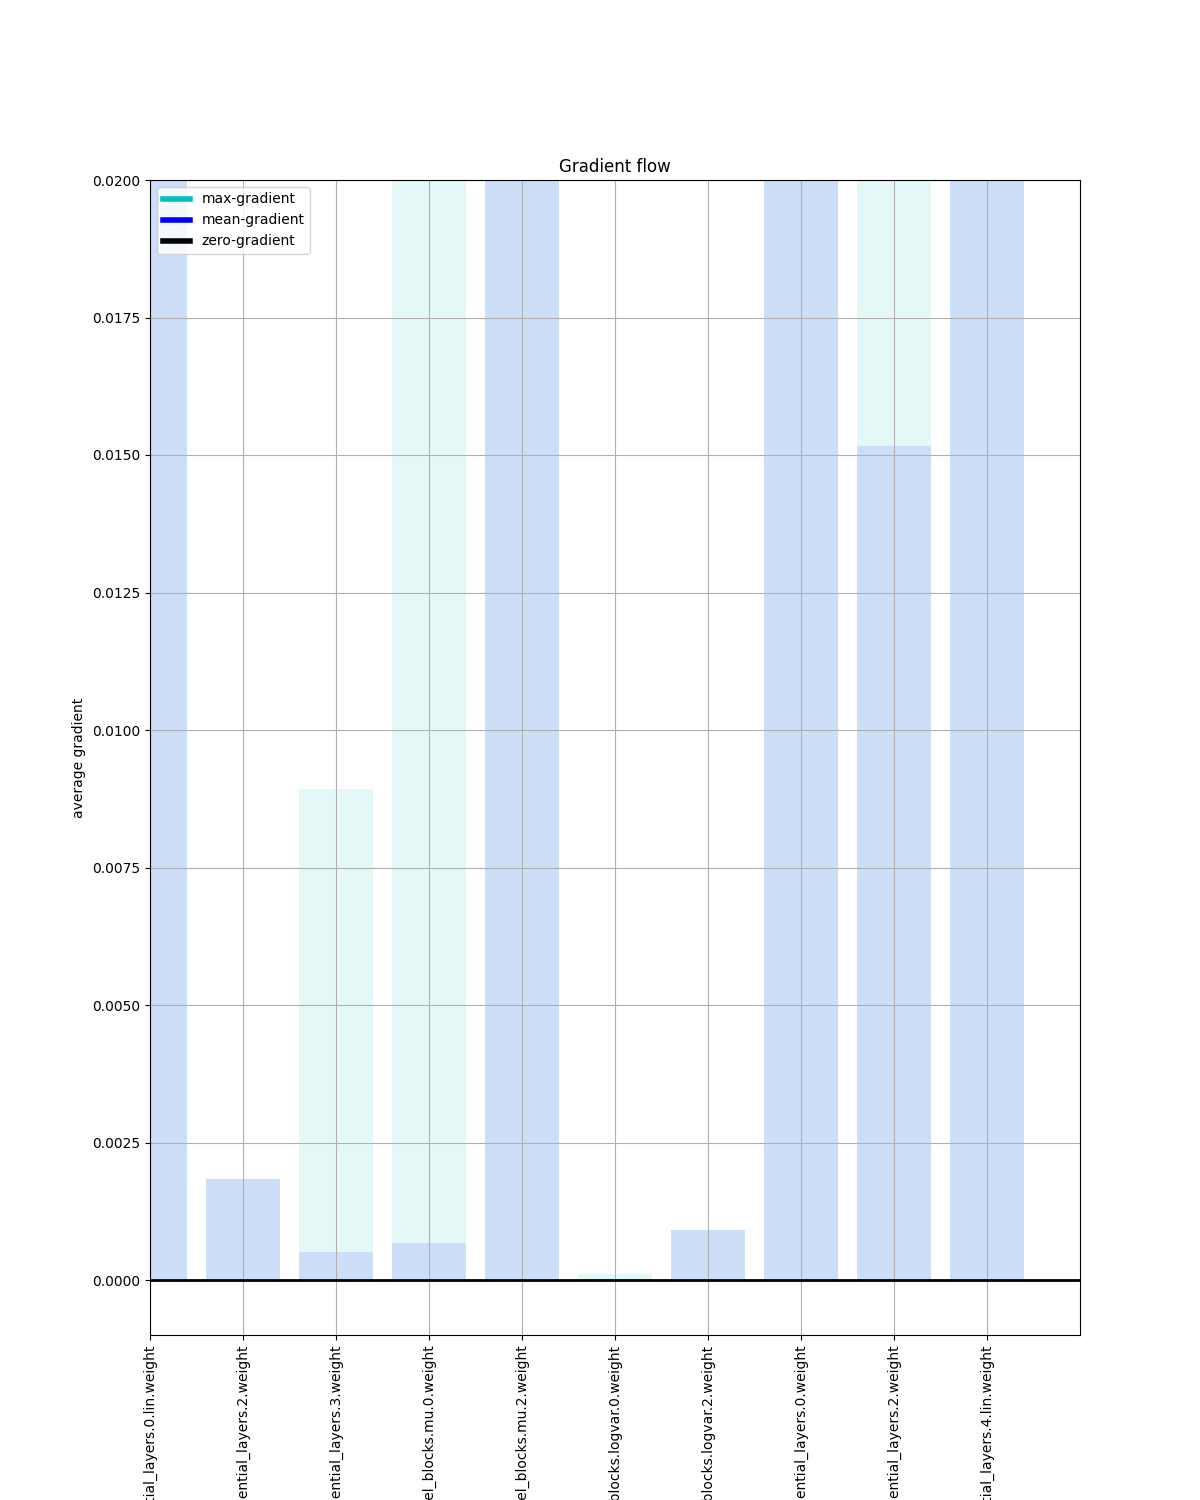 Gradient flow
max-gradient
mean-gradient
zero-gradient
0.0200
0.0175
0.0150
0.0125
0.0100
0.0075
0.0050
0.0025
0.0000
average gradient
tial_layers.0.lin.weight
ential_layers.2.weight
ential_layers.3.weight
el_blocks.mu.0.weight
el_blocks.mu.2.weight
blocks.logvar.0.weight
blocks.logvar.2.weight
ential_layers.0.weight
ential_layers.2.weight
tial_layers.4.lin.weight